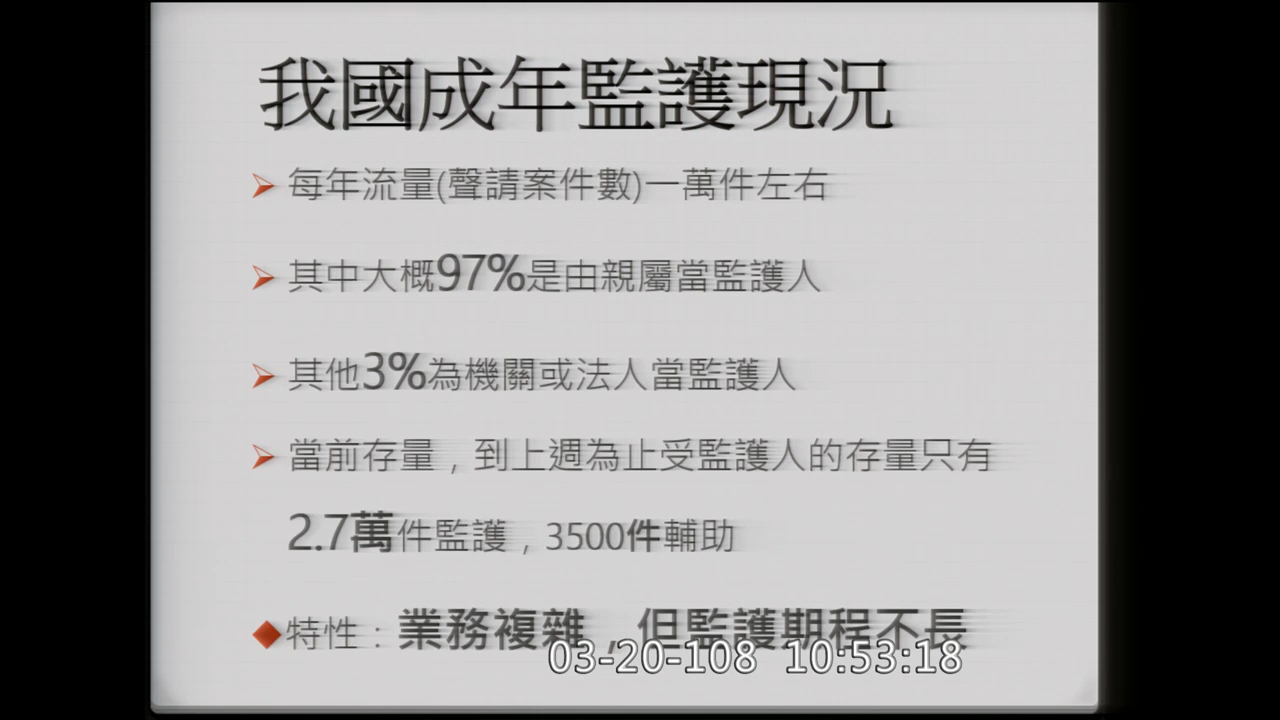 我國成年監護現況
每年流量(聲請案件數)一萬件左右
其中大概97%是由親屬當監護人
其他3%為機關或法人當監護人
當前存量，到上週為止受監護人的存量只有
2.7萬件監護，3500件輔助
特性：業務複雜，但監護期程不長
03-20-108 10:53:18